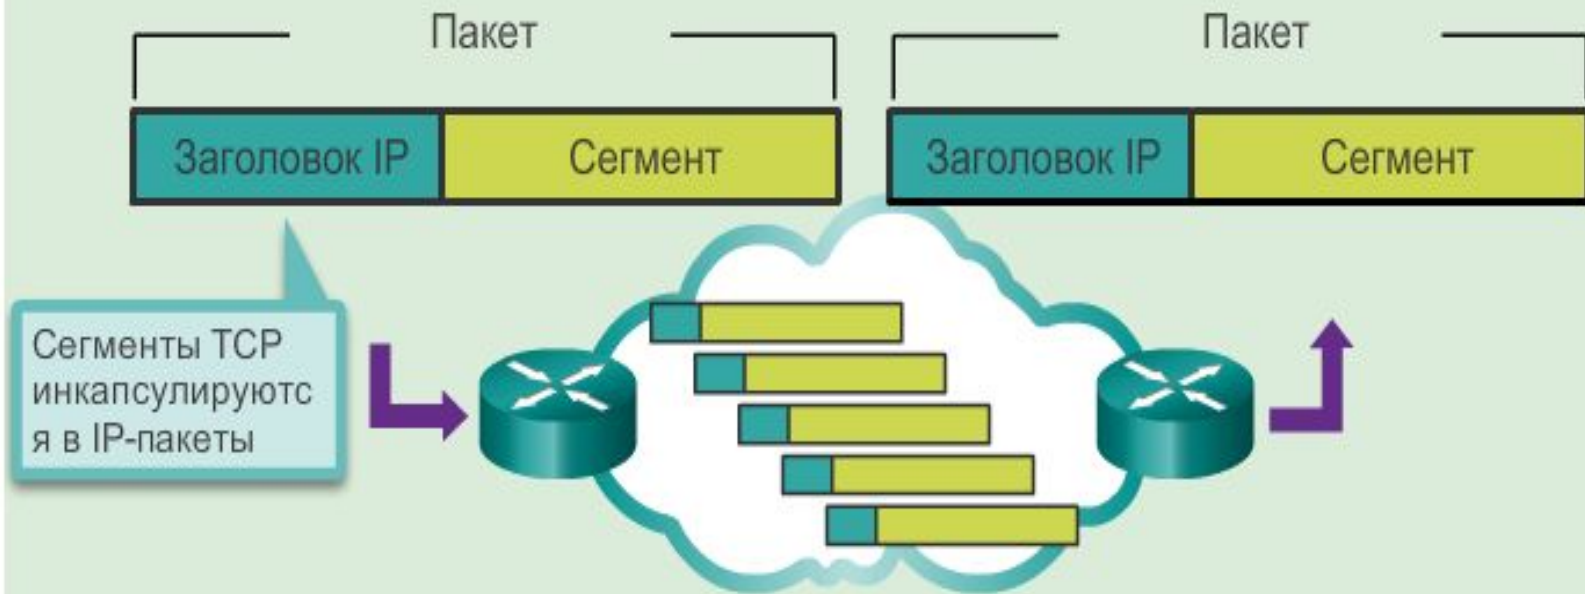 Пакет
Пакет
Заголовок IP
Сегмент
Заголовок IP
Сегмент
Сегменты TCP
инкапсулируютс
я в IP-пакеты